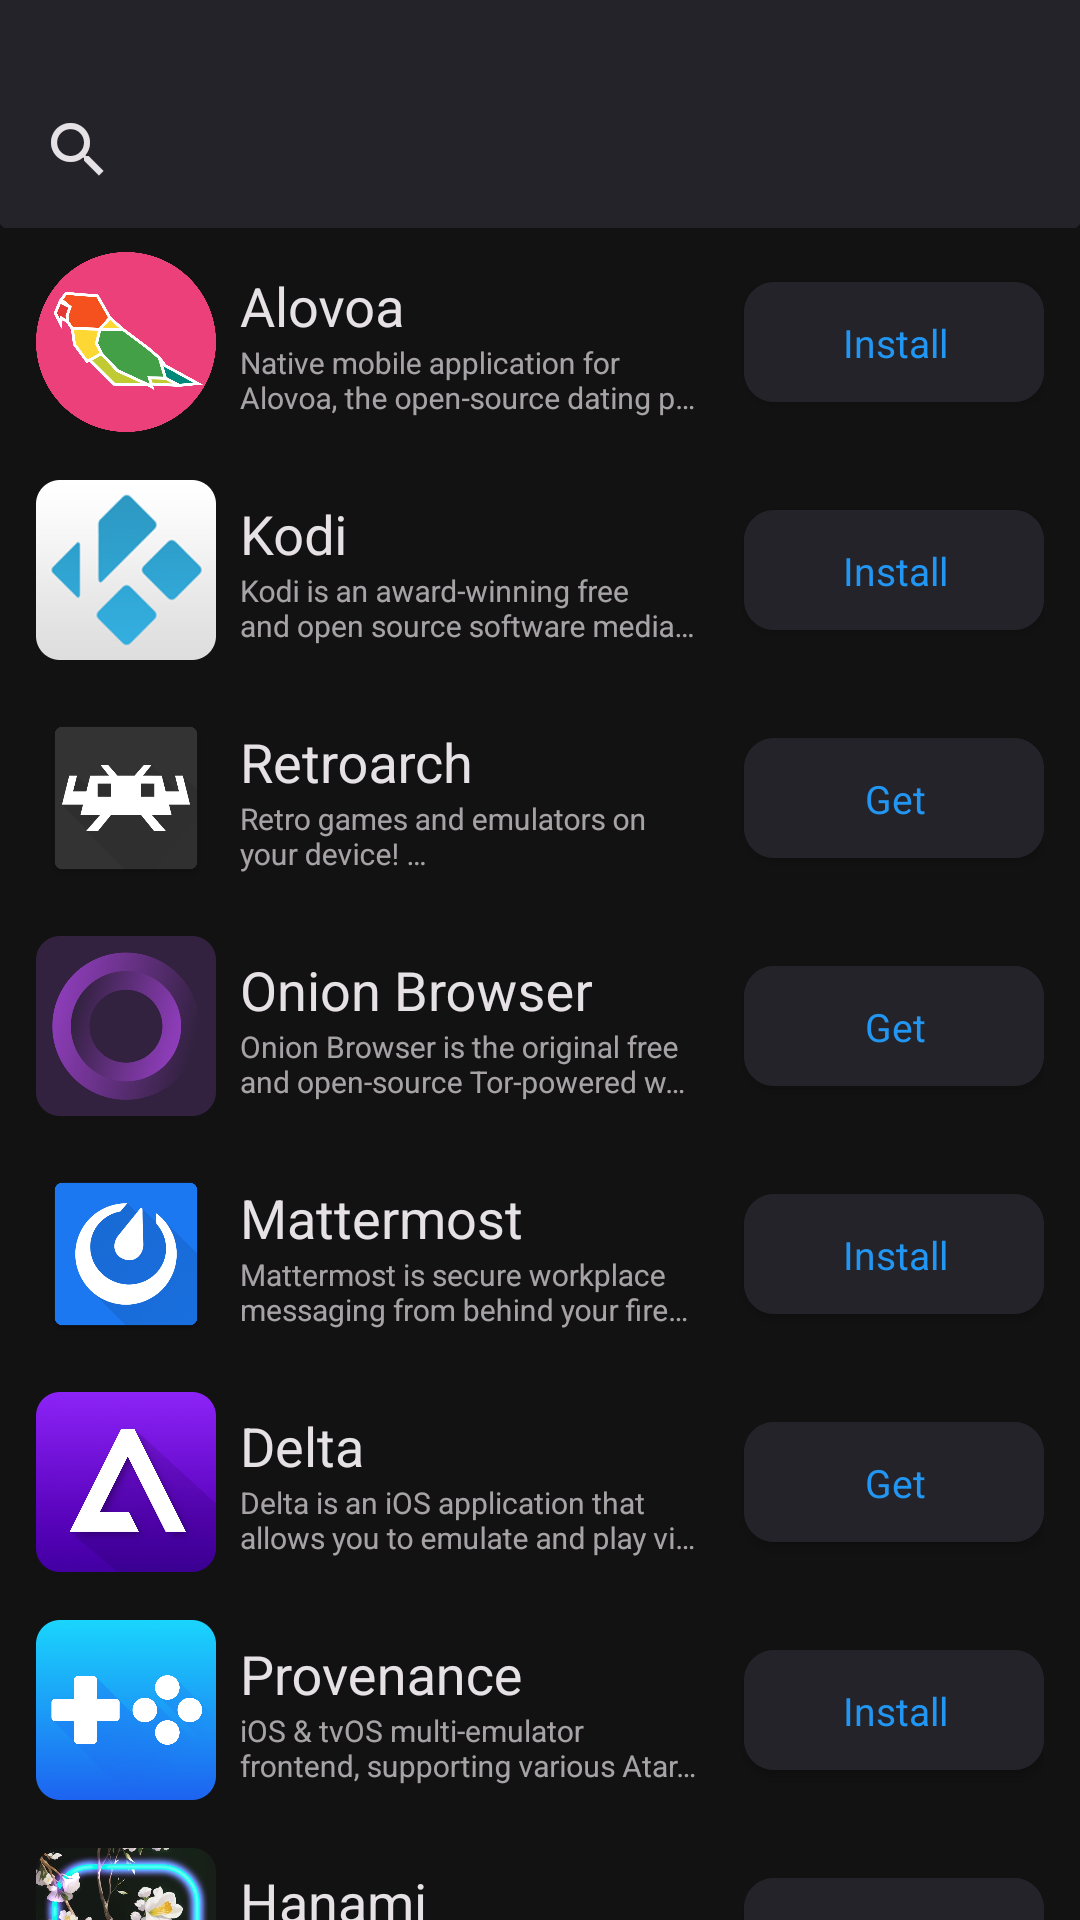 Alovoa
Native mobile application for
Alovoa, the open-source dating p...
Install
Kodi
Kodi is an award-winning free
and open source software media...
Install
Retroarch
Retro games and emulators on
your device! ...
Get
Onion Browser
Onion Browser is the original free
and open-source Tor-powered w...
Get
Mattermost
Mattermost is secure workplace
messaging from behind your fire...
Install
Delta
Delta is an iOS application that
allows you to emulate and play vi...
Get
Provenance
iOS & tvOS multi-emulator
frontend, supporting various Atar...
Install
Hanami